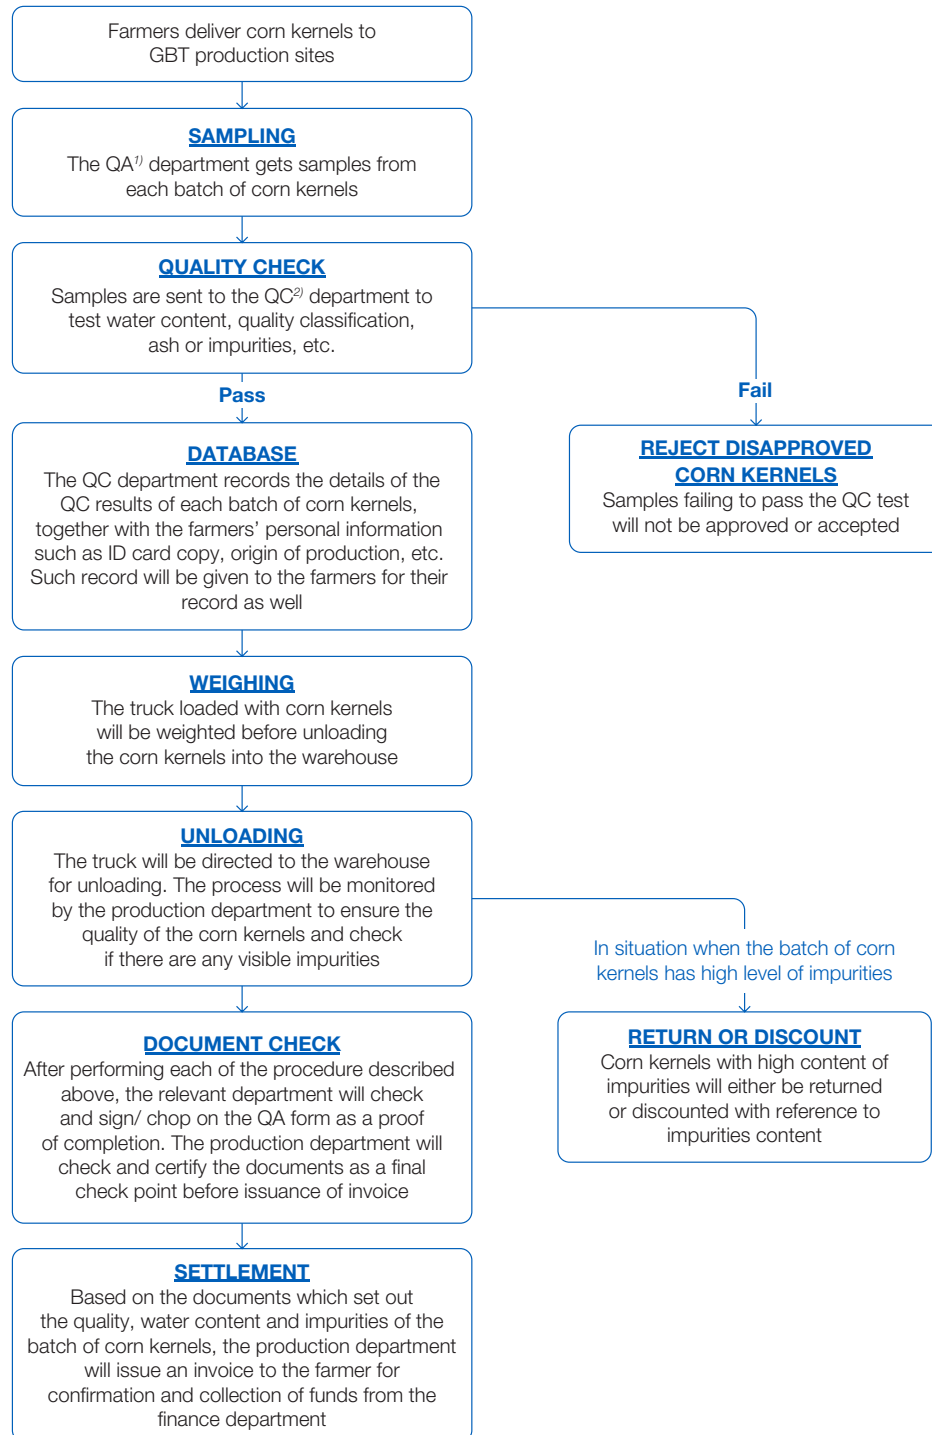 Farmers deliver corn kernels to
GBT production sites
SAMPLING
The QA1) department gets samples from
each batch of corn kernels
QUALITY CHECK
Samples are sent to the QC2) department to
test water content, quality classification,
ash or impurities, etc.
Pass
Fail
DATABASE
The QC department records the details of the
QC results of each batch of corn kernels,
together with the farmers’ personal information
such as ID card copy, origin of production, etc.
Such record will be given to the farmers for their
record as well
REJECT DISAPPROVED
CORN KERNELS
Samples failing to pass the QC test
will not be approved or accepted
WEIGHING
The truck loaded with corn kernels
will be weighted before unloading
the corn kernels into the warehouse
UNLOADING
The truck will be directed to the warehouse
for unloading. The process will be monitored
by the production department to ensure the
quality of the corn kernels and check
if there are any visible impurities
In situation when the batch of corn
kernels has high level of impurities
RETURN OR DISCOUNT
Corn kernels with high content of
impurities will either be returned
or discounted with reference to
impurities content
DOCUMENT CHECK
After performing each of the procedure described
above, the relevant department will check
and sign/ chop on the QA form as a proof
of completion. The production department will
check and certify the documents as a final
check point before issuance of invoice
SETTLEMENT
Based on the documents which set out
the quality, water content and impurities of the
batch of corn kernels, the production department
will issue an invoice to the farmer for
confirmation and collection of funds from the
finance department